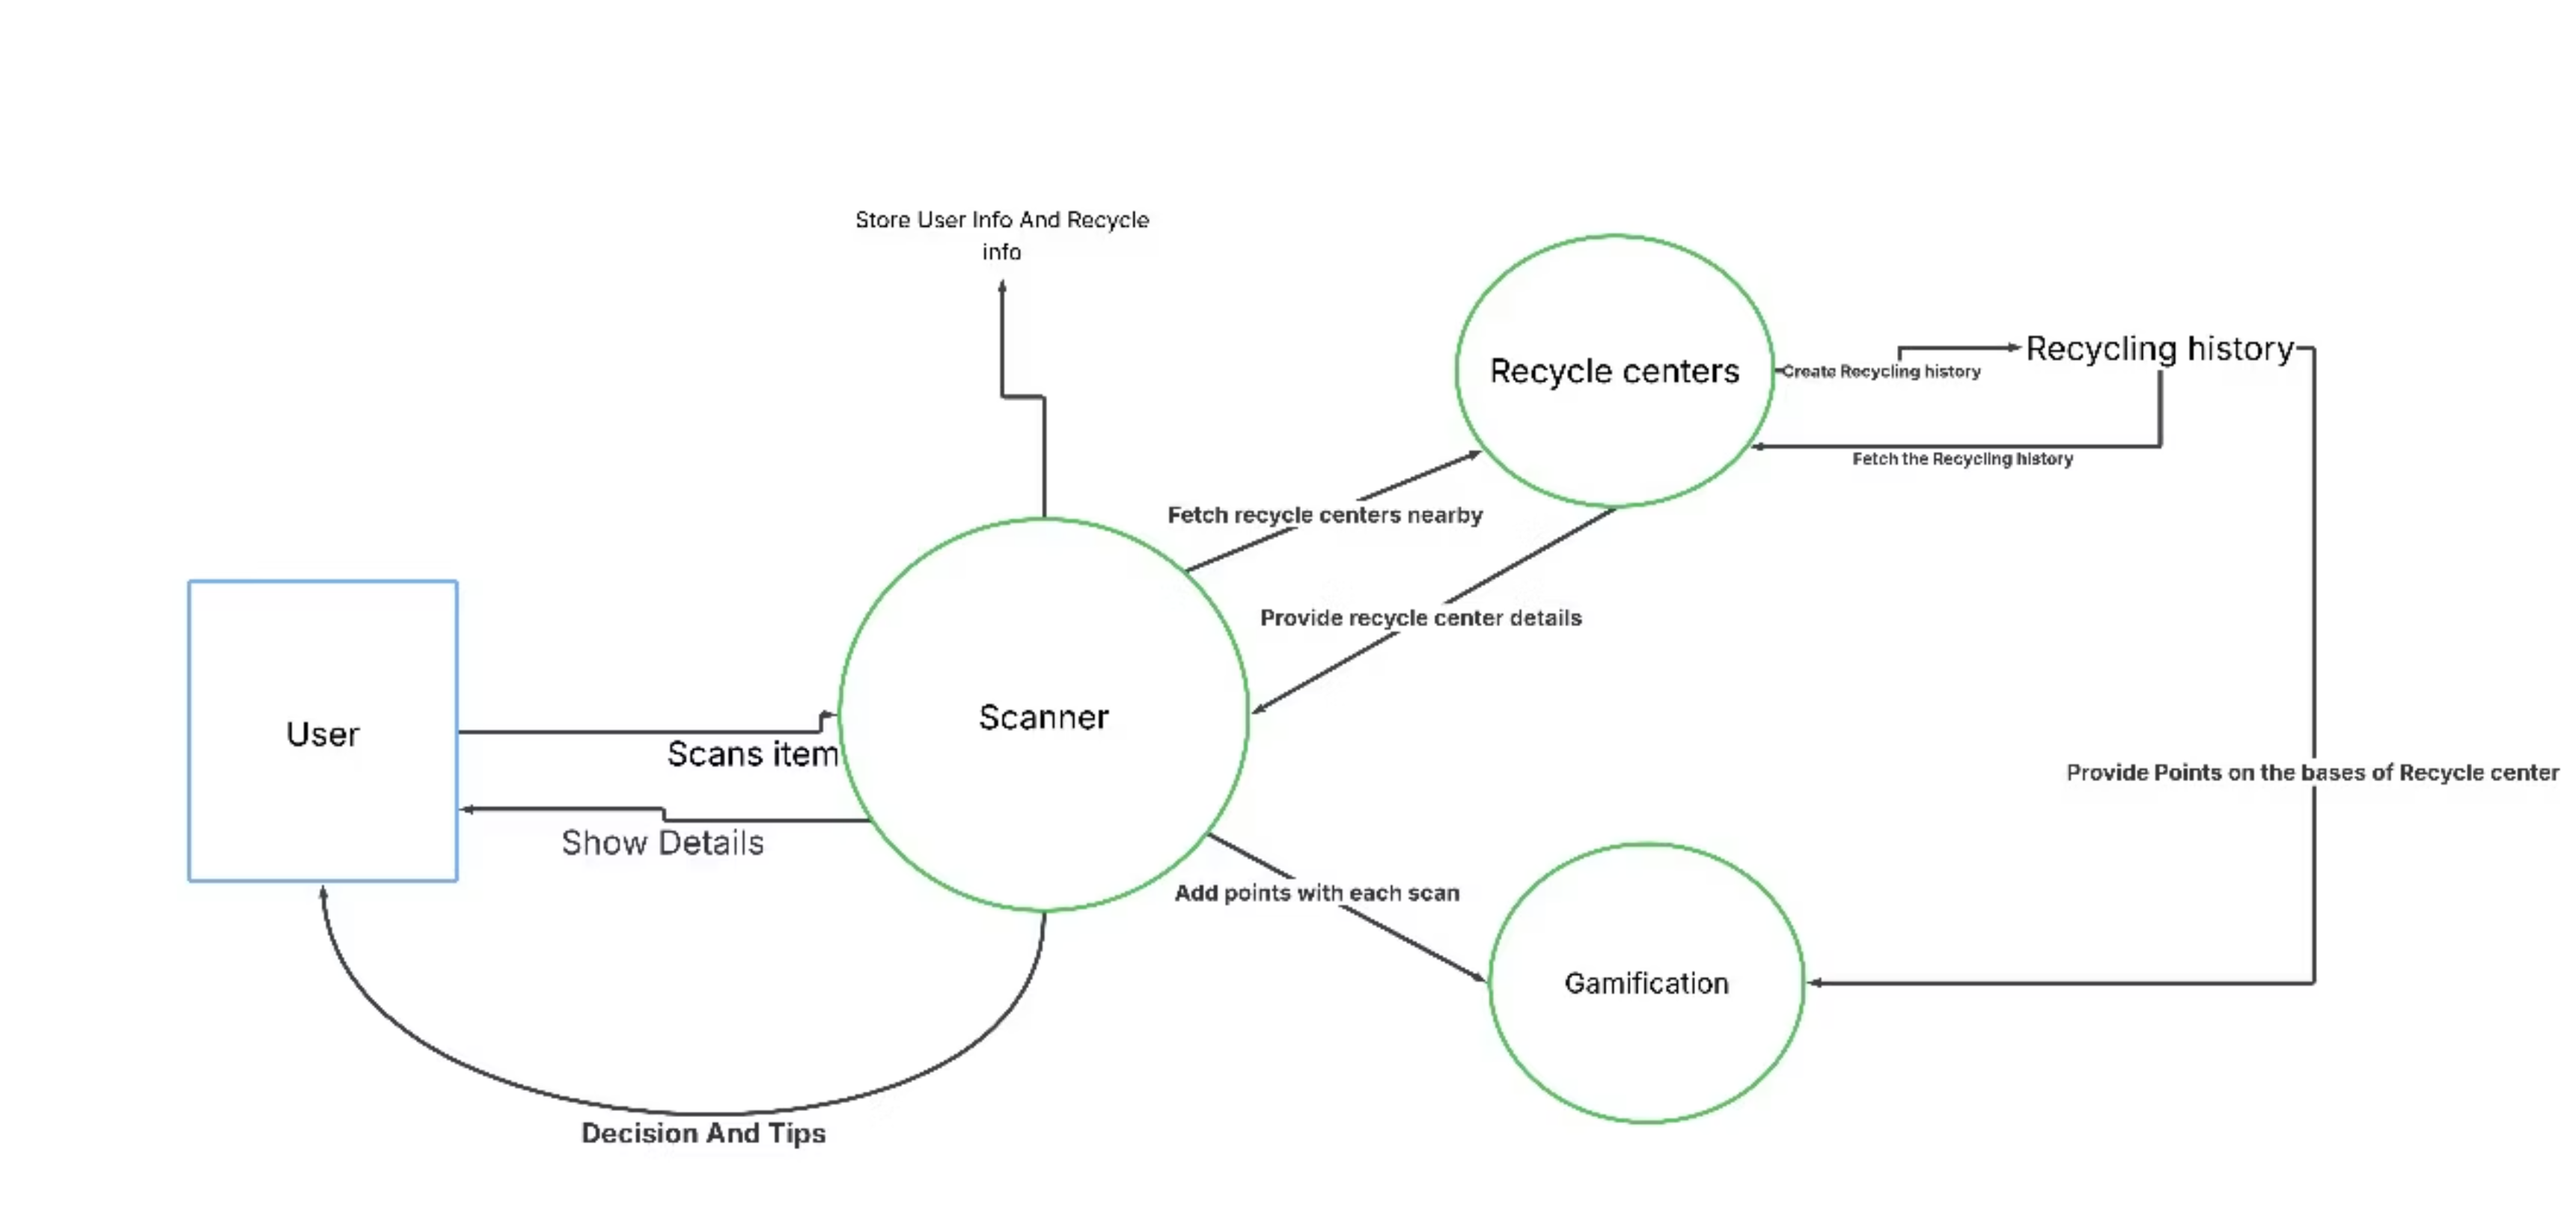 Store User Info And Recycle
info
Recycle centers
Create Recycling history
Recycling history
Fetch the Recycling history
Fetch recycle centers nearby
Provide recycle center details
User
Scanner
Scans item
Show Details
Provide Points on the bases of Recycle center
Add points with each scan
Gamification
Decision And Tips